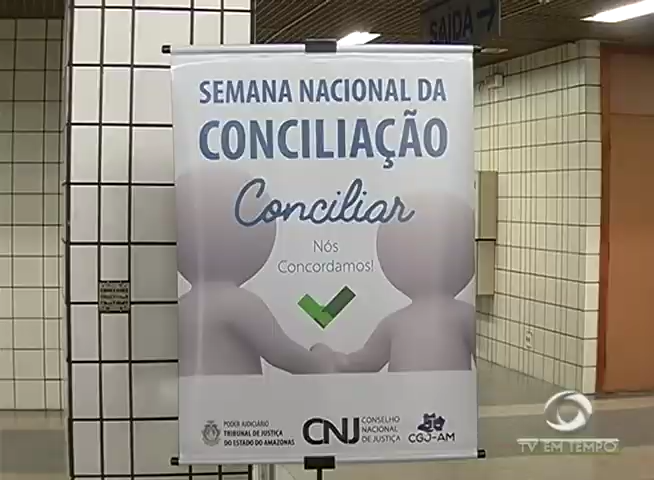 SAÍDA
SEMANA NACIONAL DA
CONCILIAÇÃO
Conciliar
Nós
Concordamos!
PODER JUDICIÁRIO
TRIBUNAL DE JUSTIÇA
DO ESTADO DO AMAZONAS
CNJ
CONSELHO
NACIONAL
DE JUSTIÇA
CGJ-AM
TV EM TEMPO